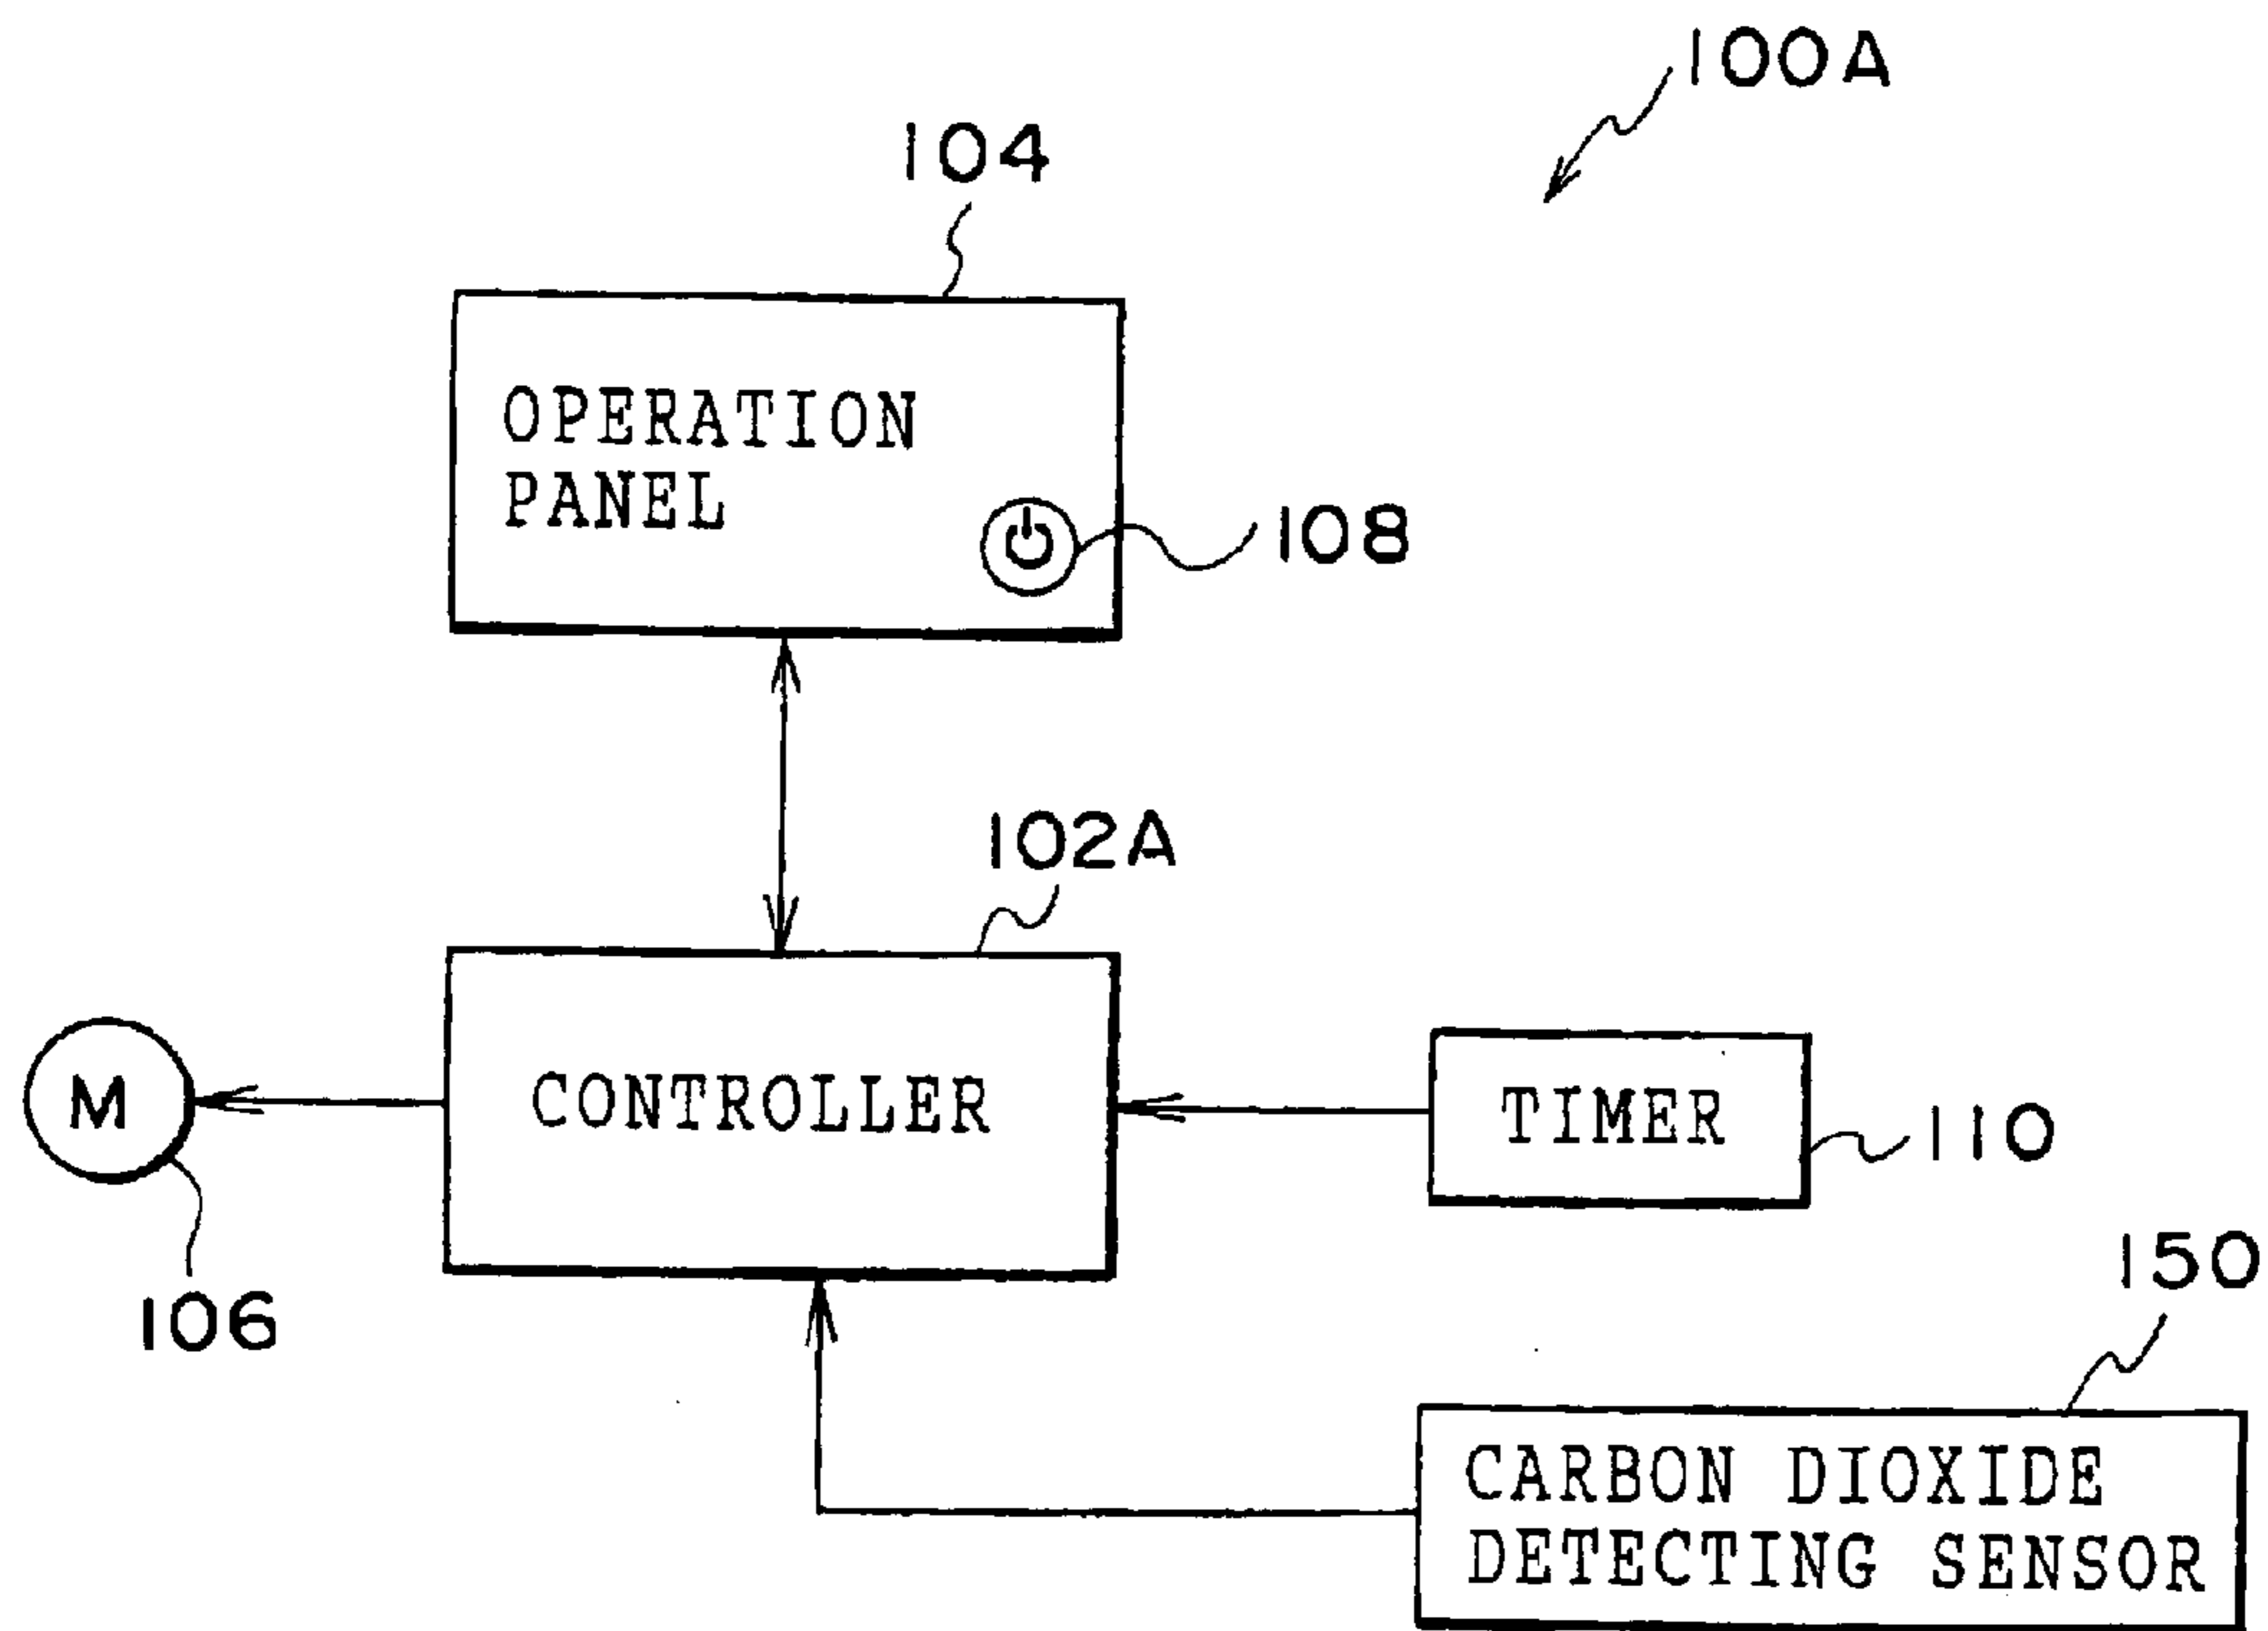 100A
104
OPERATION
PANEL
108
102A
M
CONTROLLER
TIMER
110
106
150
CARBON DIOXIDE
DETECTING SENSOR